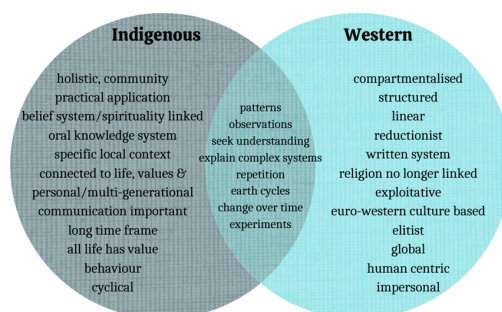 Indigenous
Western
holistic, community
practical application
belief system/spirituality linked
oral knowledge system
specific local context
connected to life, values &
personal/multi-generational
communication important
long time frame
all life has value
behaviour
cyclical
patterns
observations
seek understanding
explain complex systems
repetition
earth cycles
change over time
experiments
compartmentalised
structured
linear
reductionist
written system
religion no longer linked
exploitative
euro-western culture based
elitist
global
human centric
impersonal